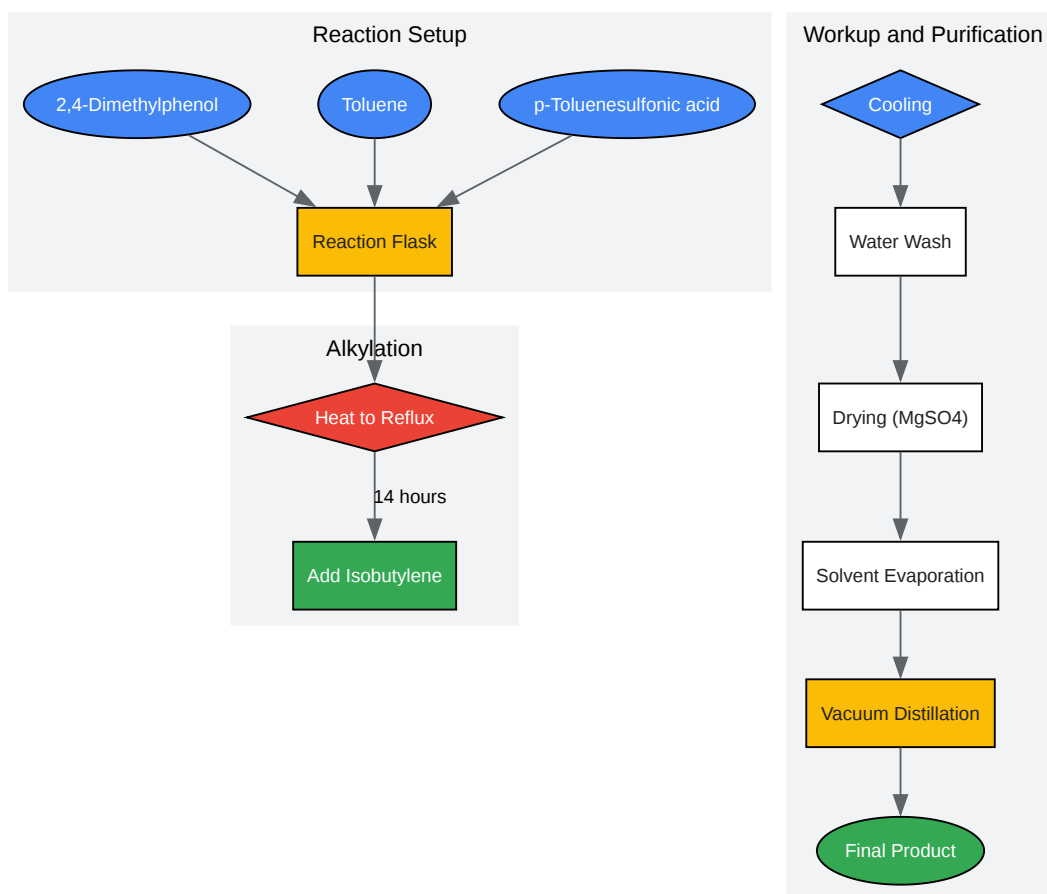 Reaction Setup
2,4-Dimethylphenol
Toluene
p-Toluenesulfonic acid
Reaction Flask
Alkylation
Heat to Reflux
14 hours
Add Isobutylene
Workup and Purification
Cooling
Water Wash
Drying (MgSO4)
Solvent Evaporation
Vacuum Distillation
Final Product